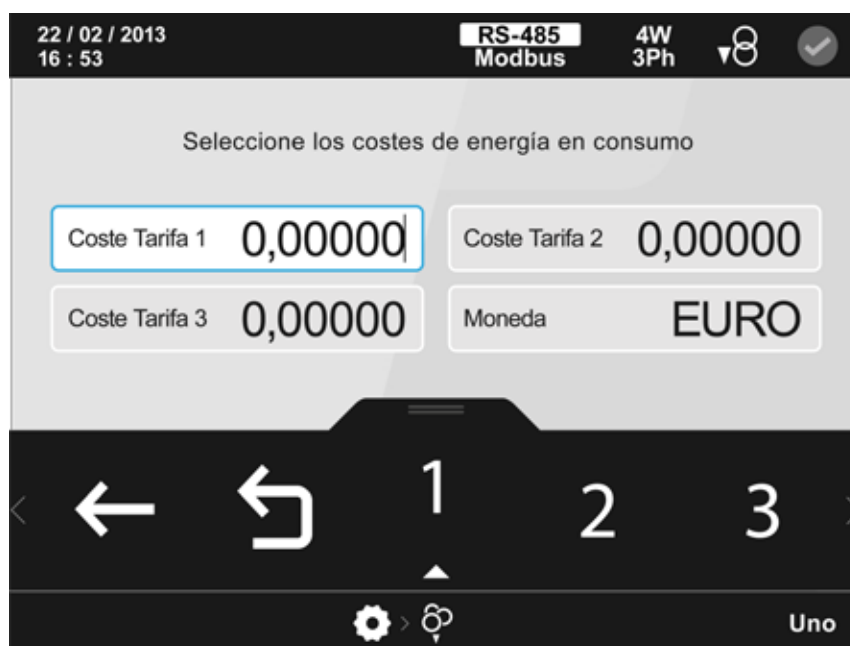 22 / 02 / 2013
16 : 53
RS-485
Modbus
4W
3Ph
Seleccione los costes de energía en consumo
Coste Tarifa 1 0,00000
Coste Tarifa 2 0,00000
Coste Tarifa 3 0,00000
Moneda EURO
1 2 3
Uno